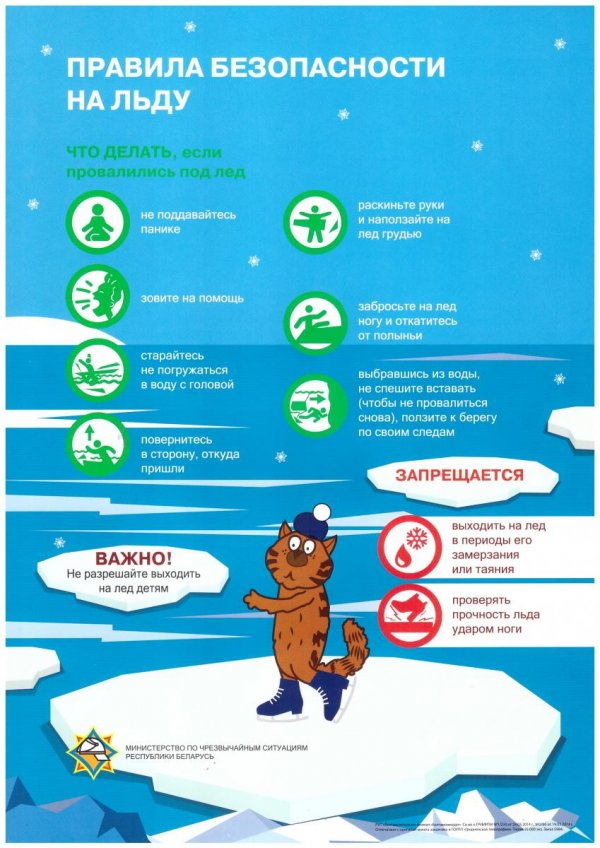 ПРАВИЛА БЕЗОПАСНОСТИ
НА ЛЬДУ
ЧТО ДЕЛАТЬ, если
провалились под лед
не поддавайтесь
панике
зовите на помощь
старайтесь
не погружаться
в воду с головой
повернитесь
в сторону, откуда
пришли
раскиньте руки
и наползайте на
лед грудью
забросьте на лед
ногу и откатитесь
от полыньи
выбравшись из воды,
не спешите вставать
(чтобы не провалиться
снова), ползите к берегу
по своим следам
ЗАПРЕЩАЕТСЯ
выходить на лед
в периоды его
замерзания
или таяния
проверять
прочность льда
ударом ноги
ВАЖНО!
Не разрешайте выходить
на лед детям
МИНИСТЕРСТВО ПО ЧРЕЗВЫЧАЙНЫМ СИТУАЦИЯМ
РЕСПУБЛИКИ БЕЛАРУСЬ